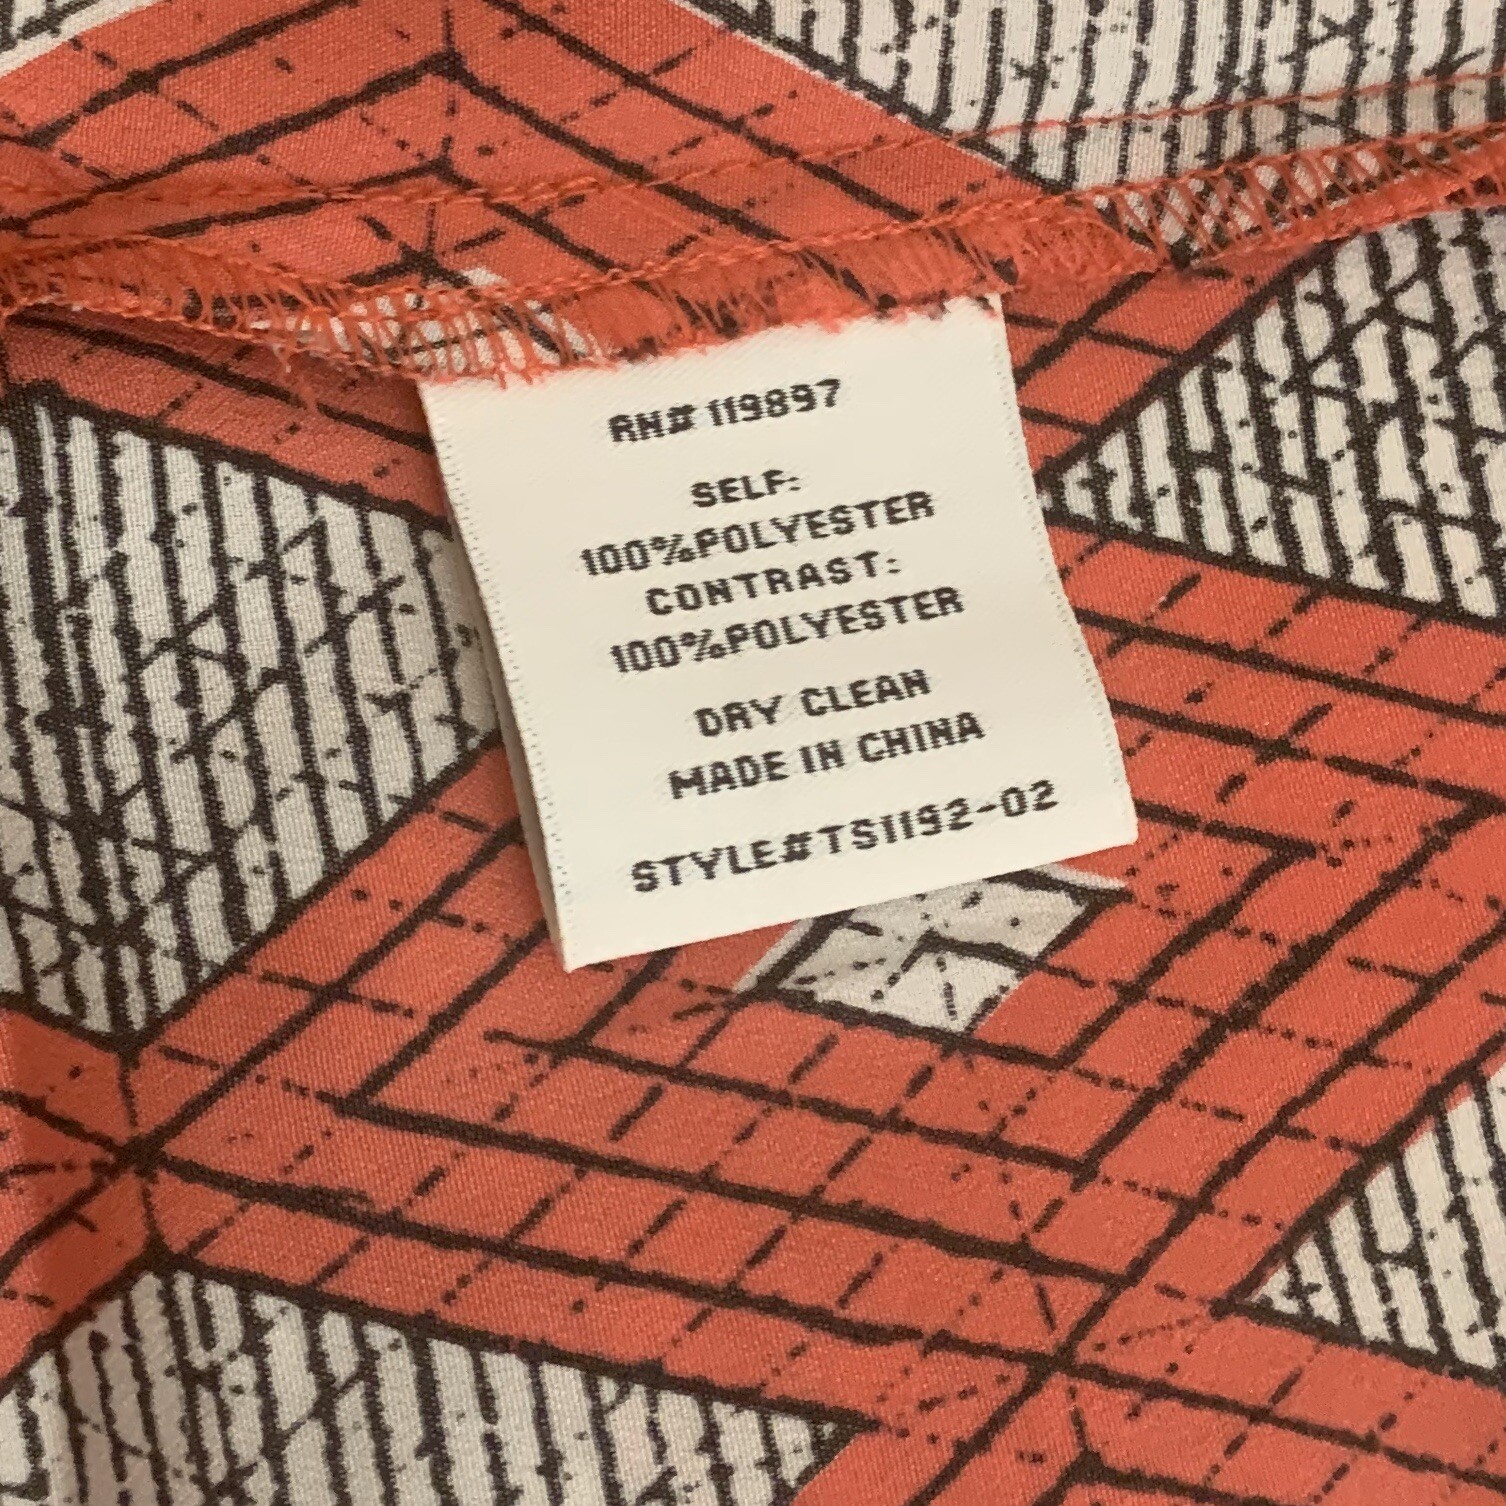 RN# 119897
SELF:
100%POLYESTER
CONTRAST:
100%POLYESTER
DRY CLEAN
MADE IN CHINA
STYLE#TS1192-02